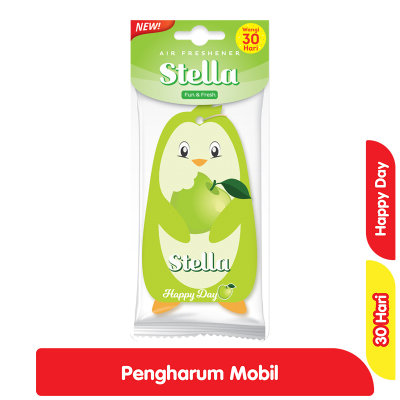 NEW!
Wangi
30
Hari
AIR FRESHENER
Stella
Fun & Fresh
Stella
Happy Day
Happy Day
30 Hari
Pengharum Mobil